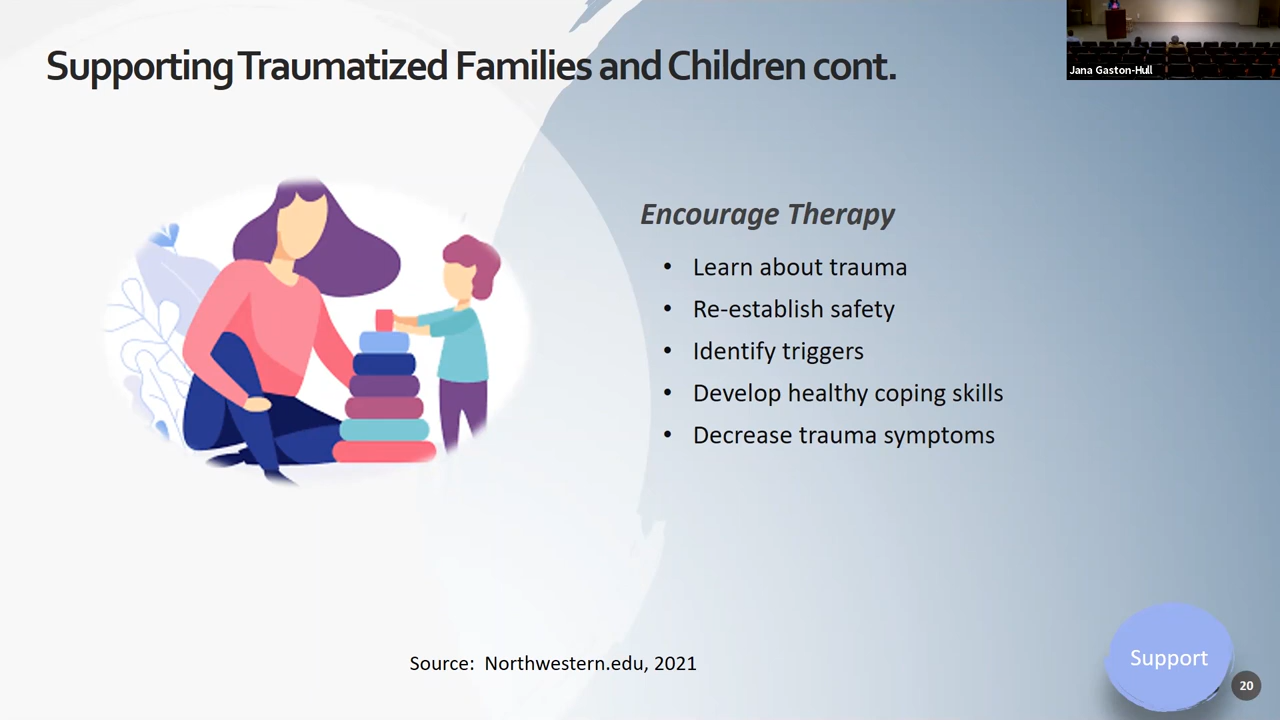 Supporting Traumatized Families and Children cont.
Jana Gaston-Hull
Encourage Therapy
• Learn about trauma
• Re-establish safety
• Identify triggers
• Develop healthy coping skills
• Decrease trauma symptoms
Source: Northwestern.edu, 2021
Support
20